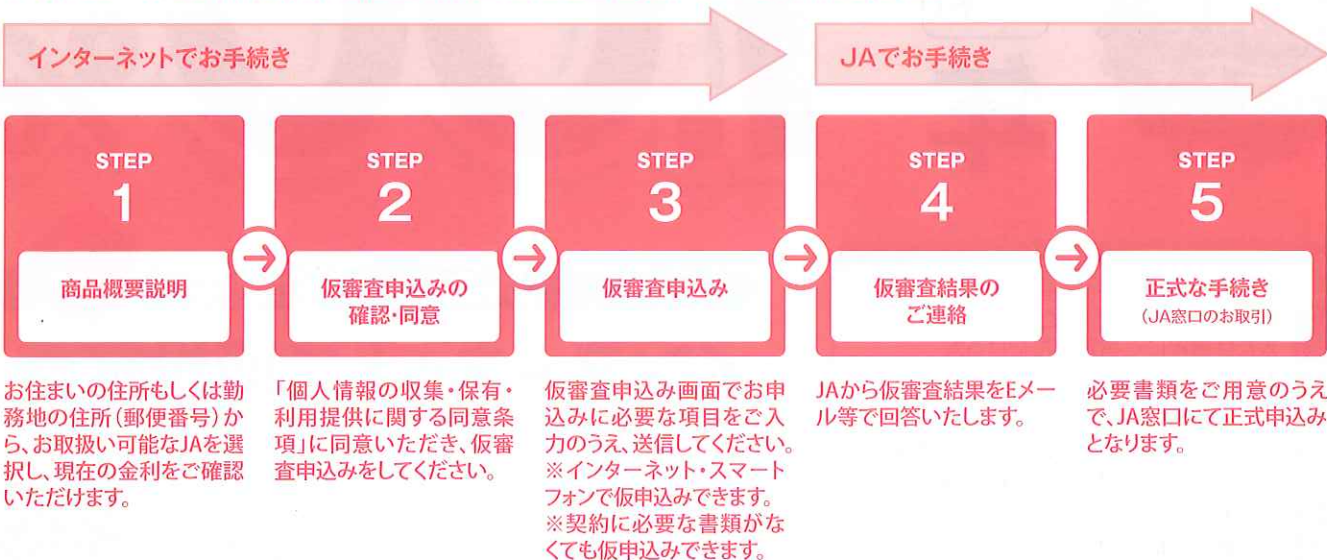 インターネットでお手続き
JAでお手続き
STEP
1
商品概要説明
お住まいの住所もしくは勤
務地の住所(郵便番号)か
ら、お取扱い可能なJAを選
択し、現在の金利をご確認
いただけます。
STEP
2
仮審査申込みの
確認・同意
「個人情報の収集・保有・
利用提供に関する同意条
項」に同意いただき、仮審
査申込みをしてください。
STEP
3
仮審査申込み
仮審査申込み画面でお申
込みに必要な項目をご入
力のうえ、送信してください。
※インターネット・スマート
フォンで仮申込みできます。
※契約に必要な書類がな
くても仮申込みできます。
STEP
4
仮審査結果の
ご連絡
JAから仮審査結果をEメー
ル等で回答いたします。
STEP
5
正式な手続き
(JA窓口のお取引)
必要書類をご用意のうえ
で、JA窓口にて正式申込み
となります。